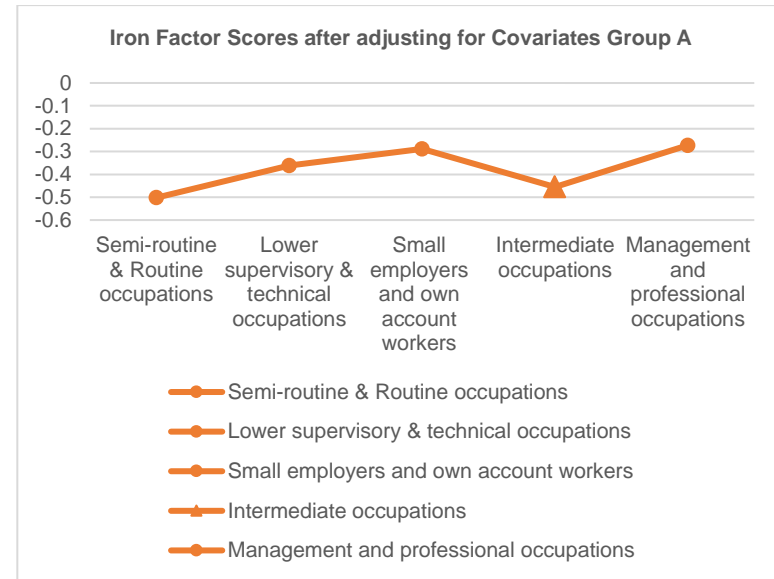 Iron Factor Scores after adjusting for Covariates Group A
0
-0.1
-0.2
-0.3
-0.4
-0.5
-0.6
Semi-routine
& Routine
occupations
Lower
supervisory &
technical
occupations
Small
employers
and own
account
workers
Intermediate
occupations
Management
and
professional
occupations
Semi-routine & Routine occupations
Lower supervisory & technical occupations
Small employers and own account workers
Intermediate occupations
Management and professional occupations